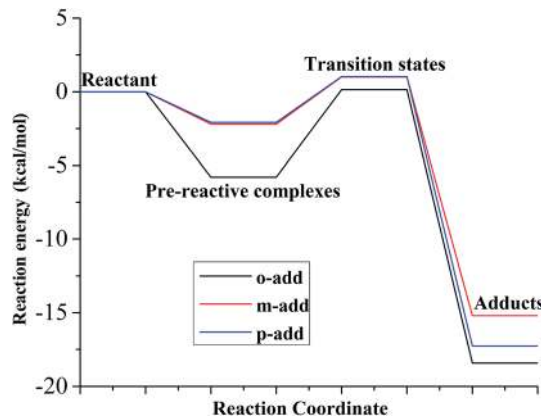 5
0
-5
-10
-15
-20
Reaction energy (kcal/mol)
Reactant
Transition states
Pre-reactive complexes
Adducts
o-add
m-add
p-add
Reaction Coordinate